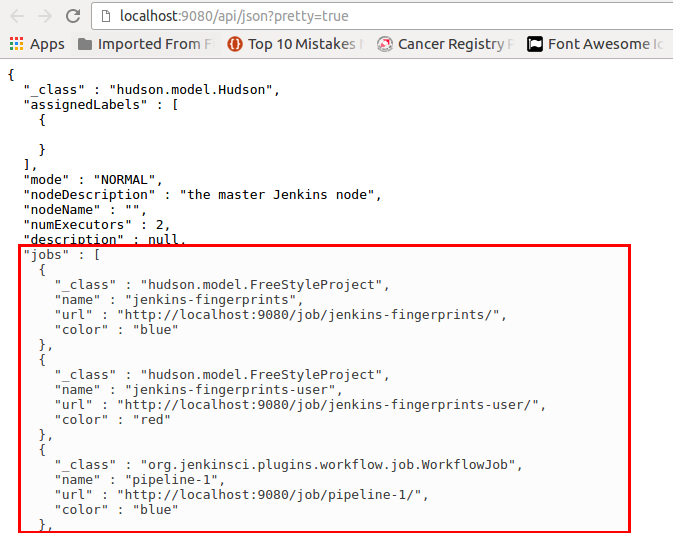 localhost:9080/api/json?pretty=true
Apps Imported From F Top 10 Mistakes Cancer Registry Font Awesome Ic
{
"_class" : "hudson.model.Hudson",
"assignedLabels" : [
{
}
],
"mode" : "NORMAL",
"nodeDescription" : "the master Jenkins node",
"nodeName" : "",
"numExecutors" : 2,
"description" : null,
"jobs" : [
{
"_class" : "hudson.model.FreeStyleProject",
"name" : "jenkins-fingerprints",
"url" : "http://localhost:9080/job/jenkins-fingerprints/",
"color" : "blue"
},
{
"_class" : "hudson.model.FreeStyleProject",
"name" : "jenkins-fingerprints-user",
"url" : "http://localhost:9080/job/jenkins-fingerprints-user/",
"color" : "red"
},
{
"_class" : "org.jenkinsci.plugins.workflow.job.WorkflowJob",
"name" : "pipeline-1",
"url" : "http://localhost:9080/job/pipeline-1/",
"color" : "blue"
},